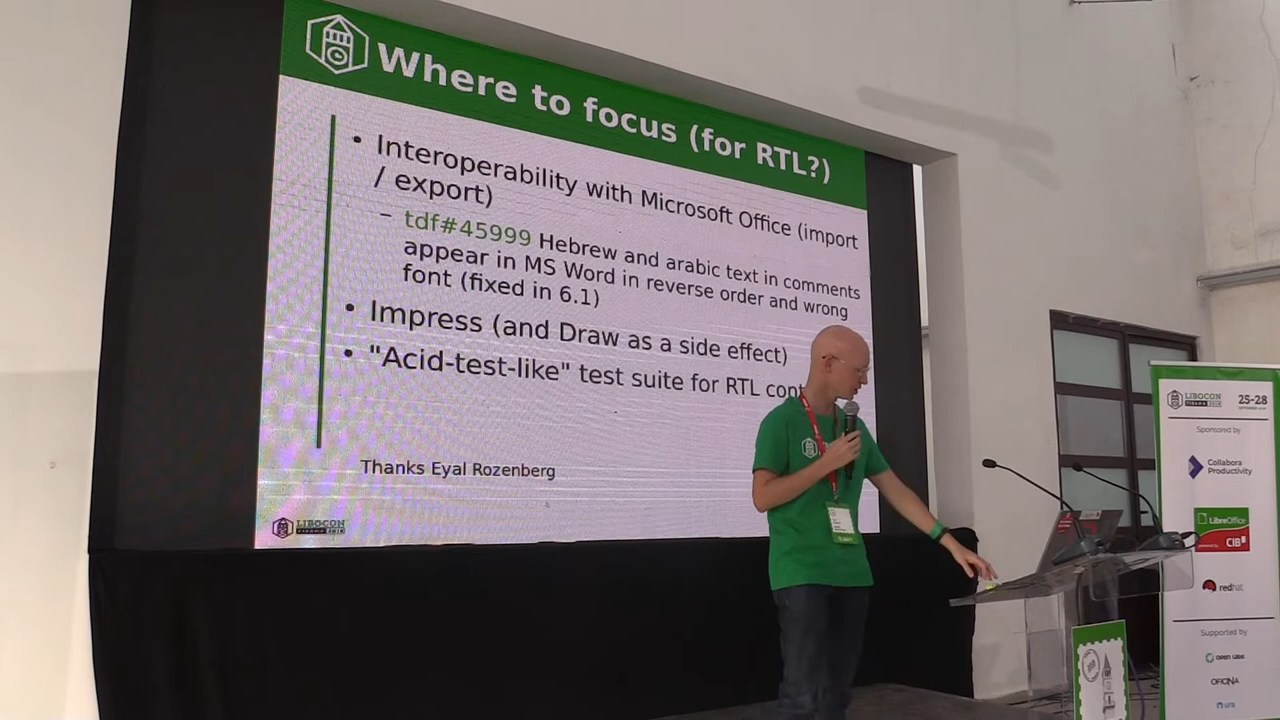 Where to focus (for RTL?)
• Interoperability with Microsoft Office (import
/ export)
– tdf#45999 Hebrew and arabic text in comments
appear in MS Word in reverse order and wrong
font (fixed in 6.1)
• Impress (and Draw as a side effect)
• "Acid-test-like" test suite for RTL
Thanks Eyal Rozenberg
LIBOCON
LIBOCON
25-28
Sponsored by
Collabora
Productivity
LibreOffice
powered by CIB
redhat
Supported by
OFICINA